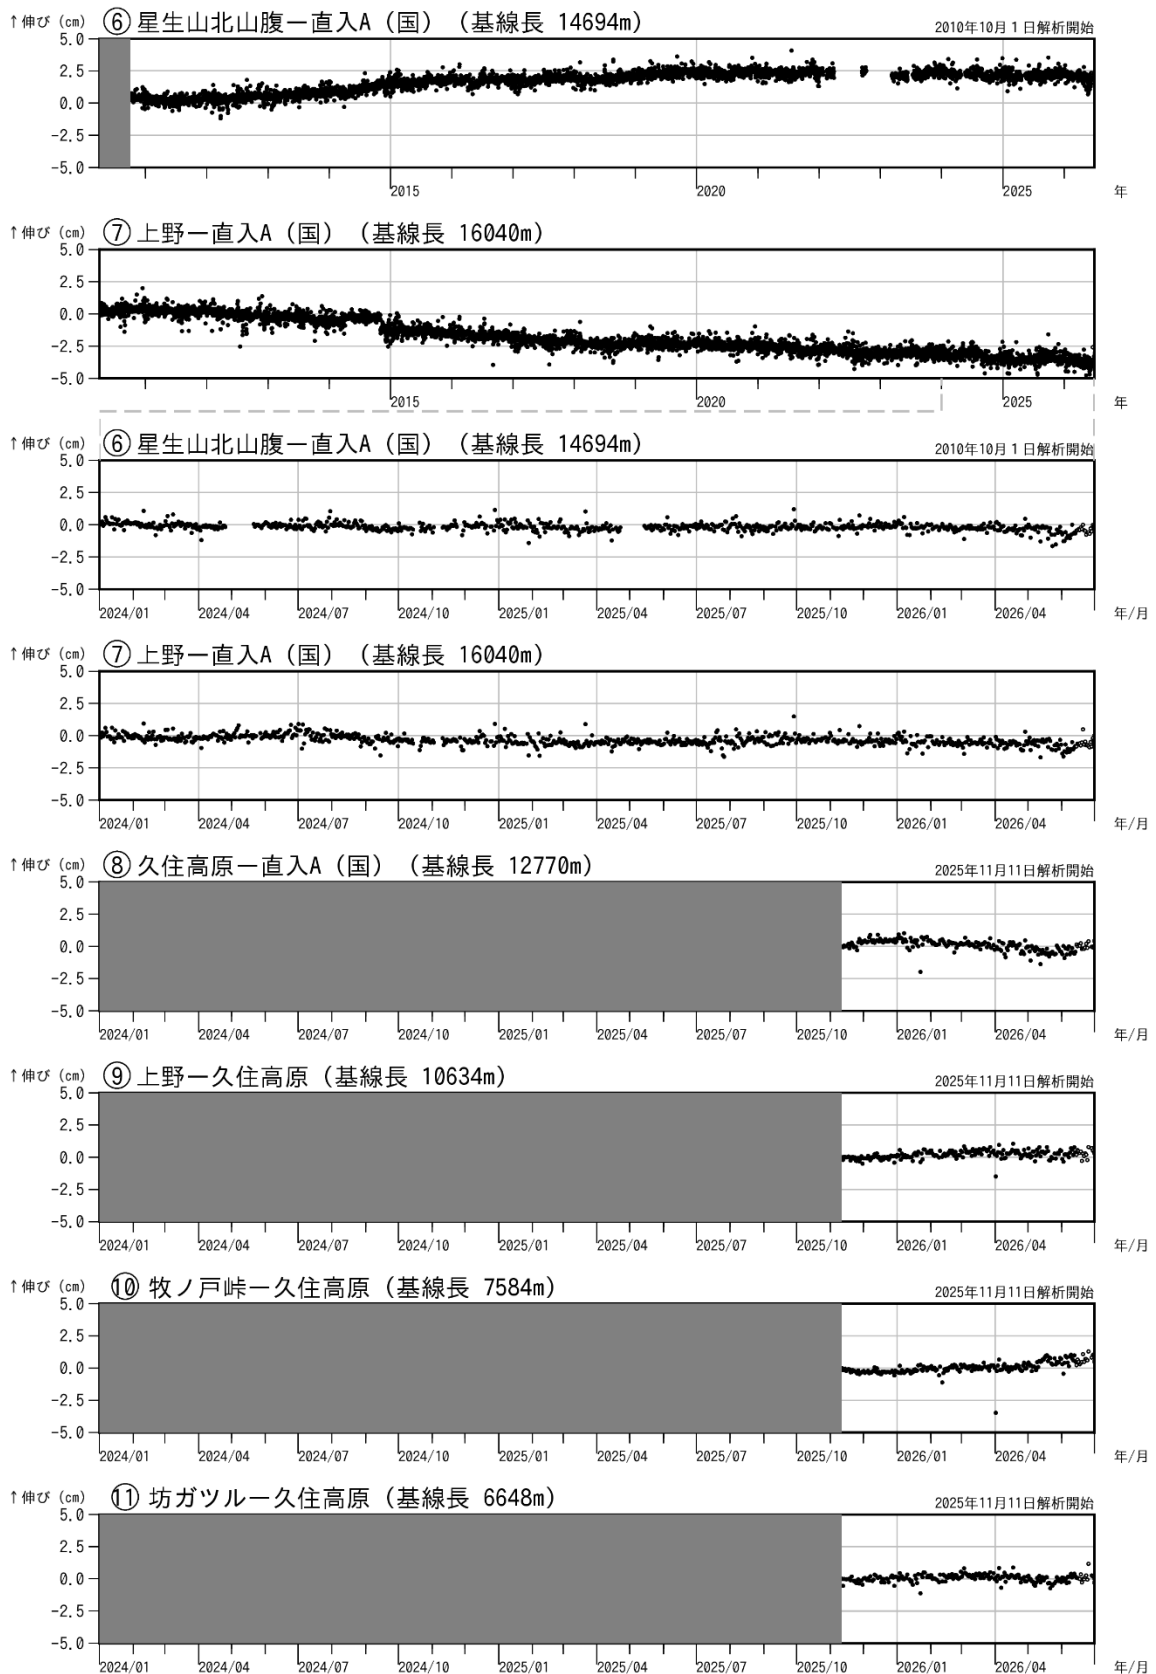 ↑伸び (cm) ⑥星生山北山腹ー直入A（国）（基線長 14694m） 2010年10月1日解析開始
5.0
2.5
0.0
-2.5
-5.0
2015 2020 2025 年
↑伸び (cm) ⑦上野ー直入A（国）（基線長 16040m）
5.0
2.5
0.0
-2.5
-5.0
2015 2020 2025 年
↑伸び (cm) ⑥星生山北山腹ー直入A（国）（基線長 14694m） 2010年10月1日解析開始
5.0
2.5
0.0
-2.5
-5.0
2024/01 2024/04 2024/07 2024/10 2025/01 2025/04 2025/07 2025/10 2026/01 2026/04 年/月
↑伸び (cm) ⑦上野ー直入A（国）（基線長 16040m）
5.0
2.5
0.0
-2.5
-5.0
2024/01 2024/04 2024/07 2024/10 2025/01 2025/04 2025/07 2025/10 2026/01 2026/04 年/月
↑伸び (cm) ⑧久住高原ー直入A（国）（基線長 12770m） 2025年11月11日解析開始
5.0
2.5
0.0
-2.5
-5.0
2024/01 2024/04 2024/07 2024/10 2025/01 2025/04 2025/07 2025/10 2026/01 2026/04 年/月
↑伸び (cm) ⑨上野ー久住高原（基線長 10634m） 2025年11月11日解析開始
5.0
2.5
0.0
-2.5
-5.0
2024/01 2024/04 2024/07 2024/10 2025/01 2025/04 2025/07 2025/10 2026/01 2026/04 年/月
↑伸び (cm) ⑩牧ノ戸峠ー久住高原（基線長 7584m） 2025年11月11日解析開始
5.0
2.5
0.0
-2.5
-5.0
2024/01 2024/04 2024/07 2024/10 2025/01 2025/04 2025/07 2025/10 2026/01 2026/04 年/月
↑伸び (cm) ⑪坊ガツルー久住高原（基線長 6648m） 2025年11月11日解析開始
5.0
2.5
0.0
-2.5
-5.0
2024/01 2024/04 2024/07 2024/10 2025/01 2025/04 2025/07 2025/10 2026/01 2026/04 年/月